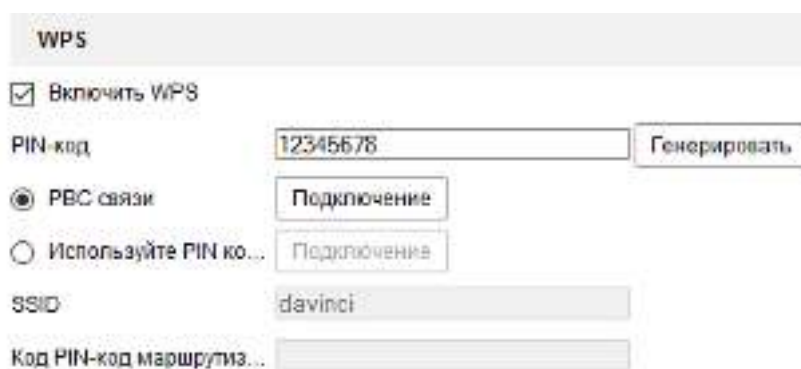 WPS
Включить WPS
PIN-код 12345678 Генерировать
PBC связи Подключение
Используйте PIN ко... Подключение
SSID davinci
Код PIN-код маршрутиз...